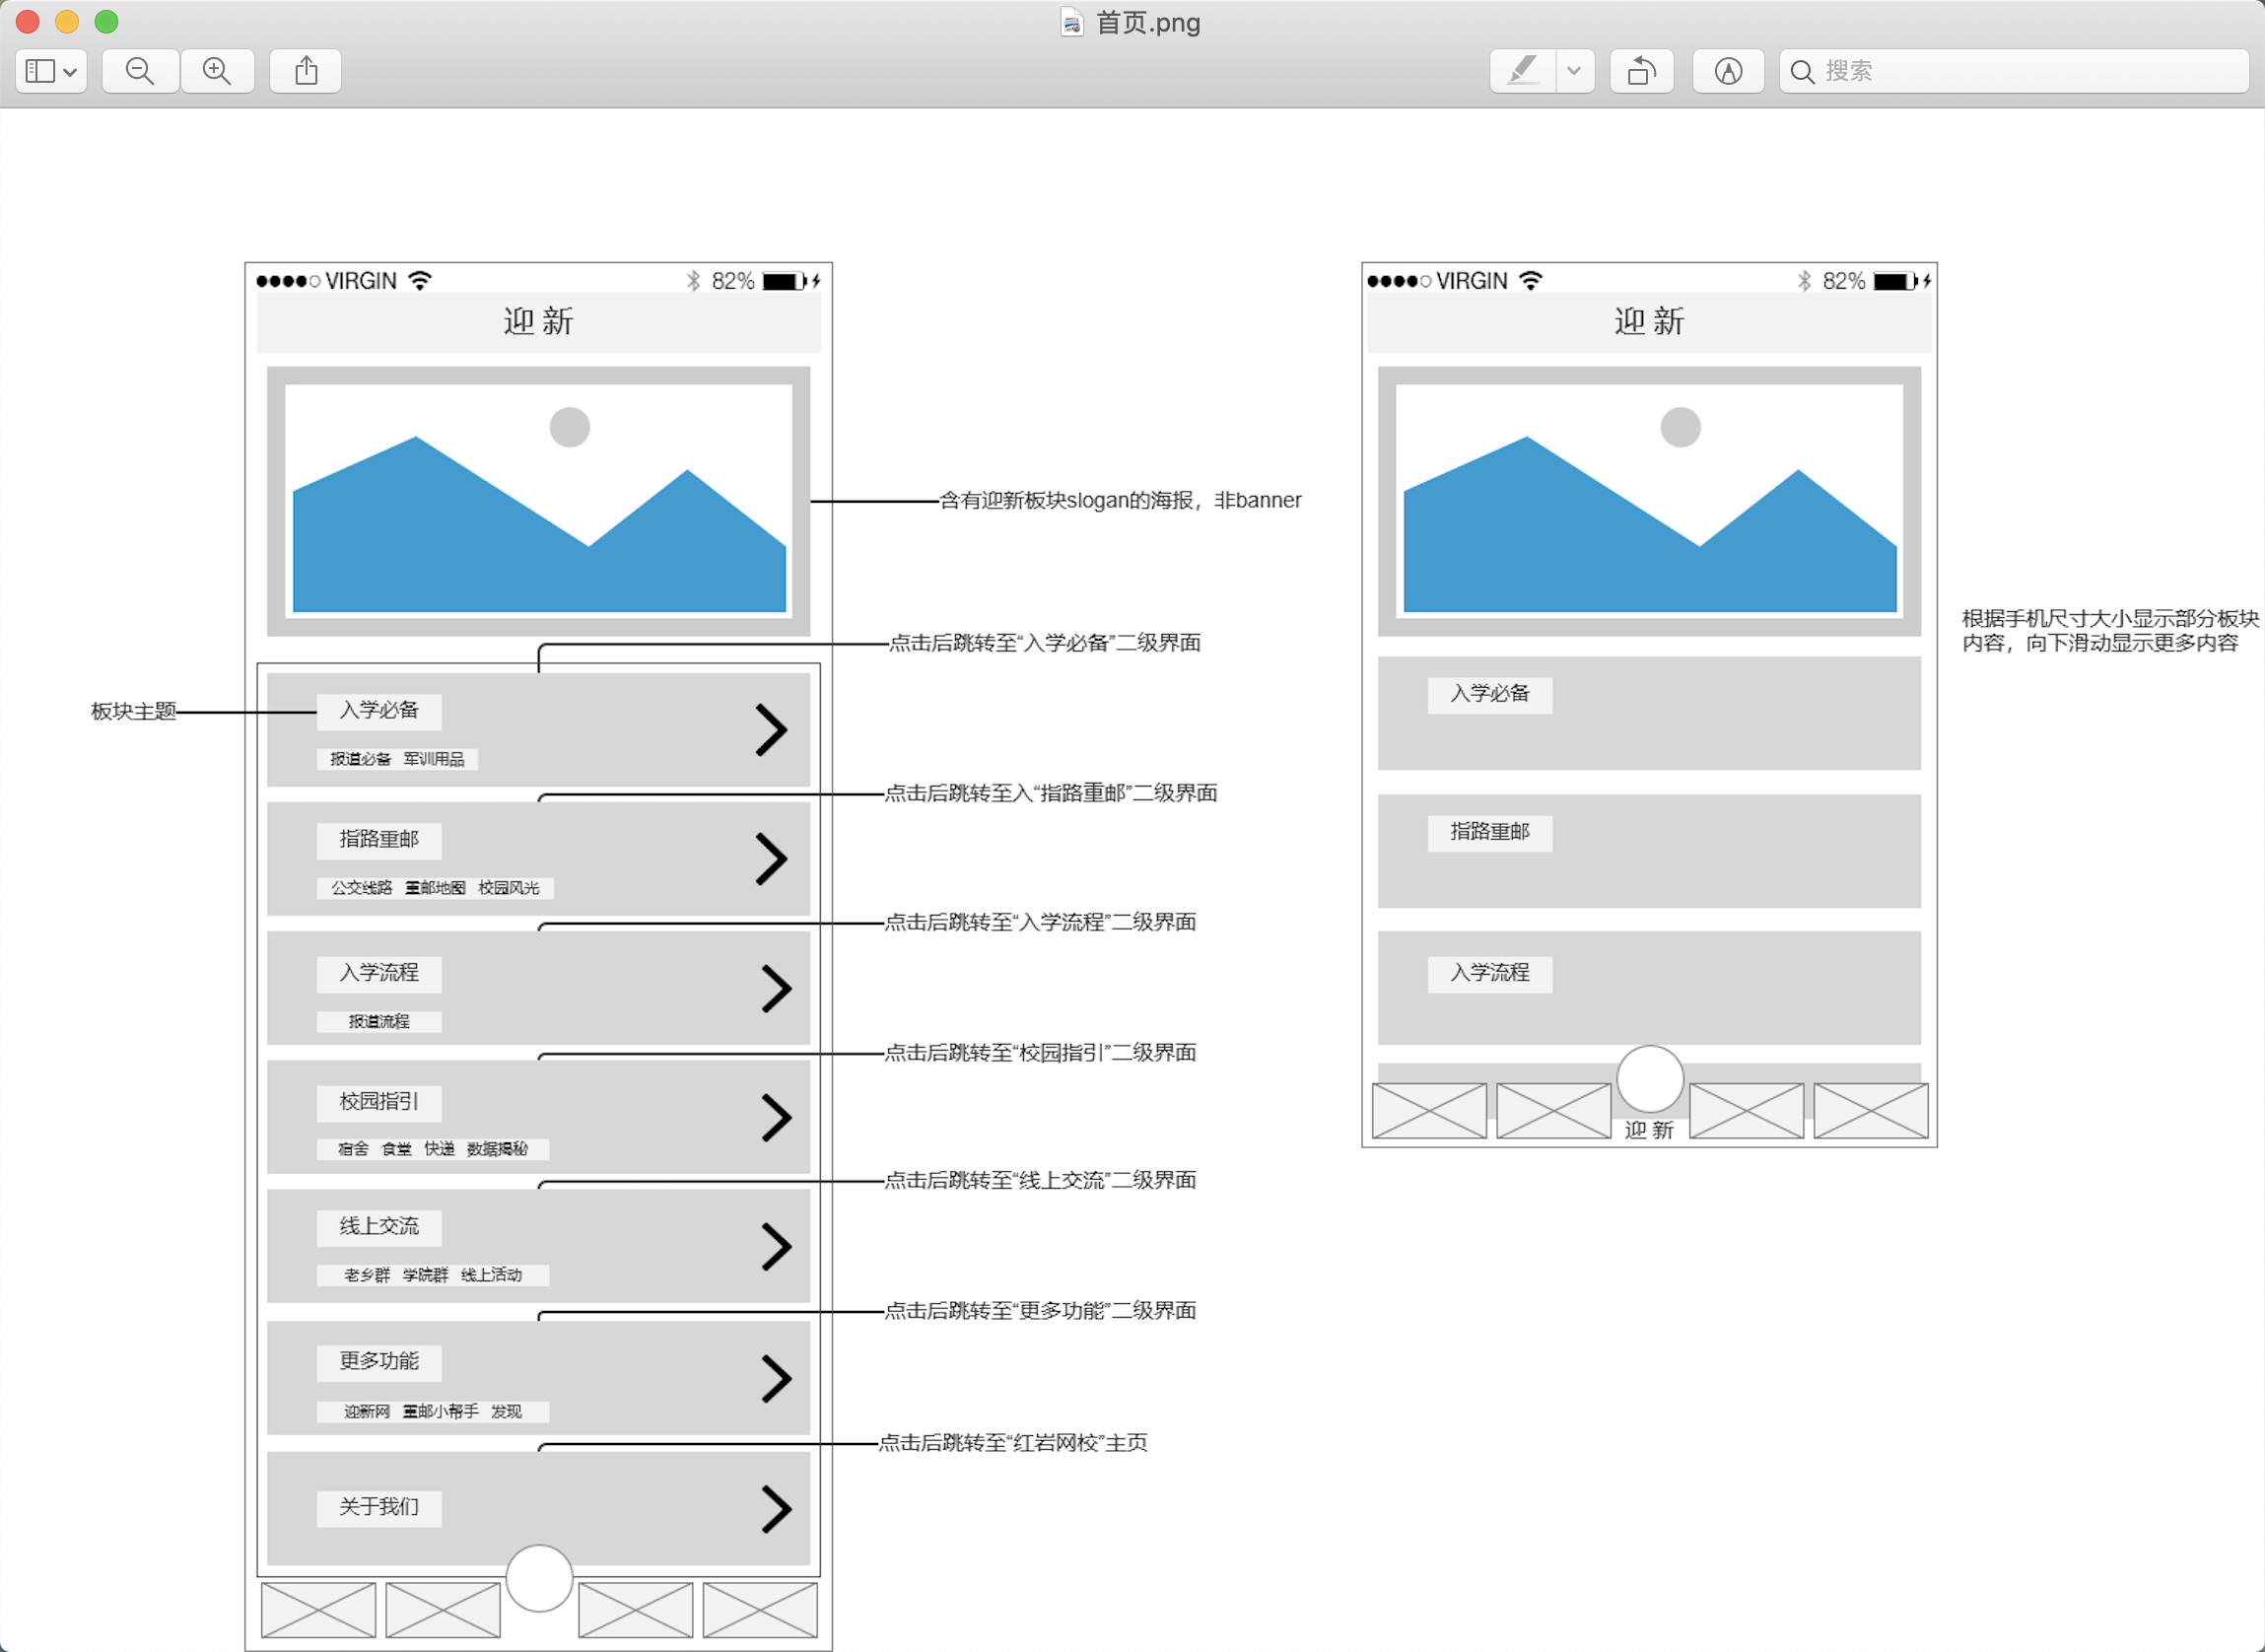 首页.png
搜索
VIRGIN 82%
迎 新
含有迎新板块slogan的海报，非banner
点击后跳转至“入学必备”二级界面
板块主题
入学必备
报道必备 军训用品
点击后跳转至入“指路重邮”二级界面
指路重邮
公交线路 重邮地图 校园风光
点击后跳转至“入学流程”二级界面
入学流程
报道流程
点击后跳转至“校园指引”二级界面
校园指引
宿舍 食堂 快递 数据揭秘
点击后跳转至“线上交流”二级界面
线上交流
老乡群 学院群 线上活动
点击后跳转至“更多功能”二级界面
更多功能
迎新网 重邮小帮手 发现
点击后跳转至“红岩网校”主页
关于我们
VIRGIN 82%
迎 新
根据手机尺寸大小显示部分板块
内容，向下滑动显示更多内容
入学必备
指路重邮
入学流程
迎 新